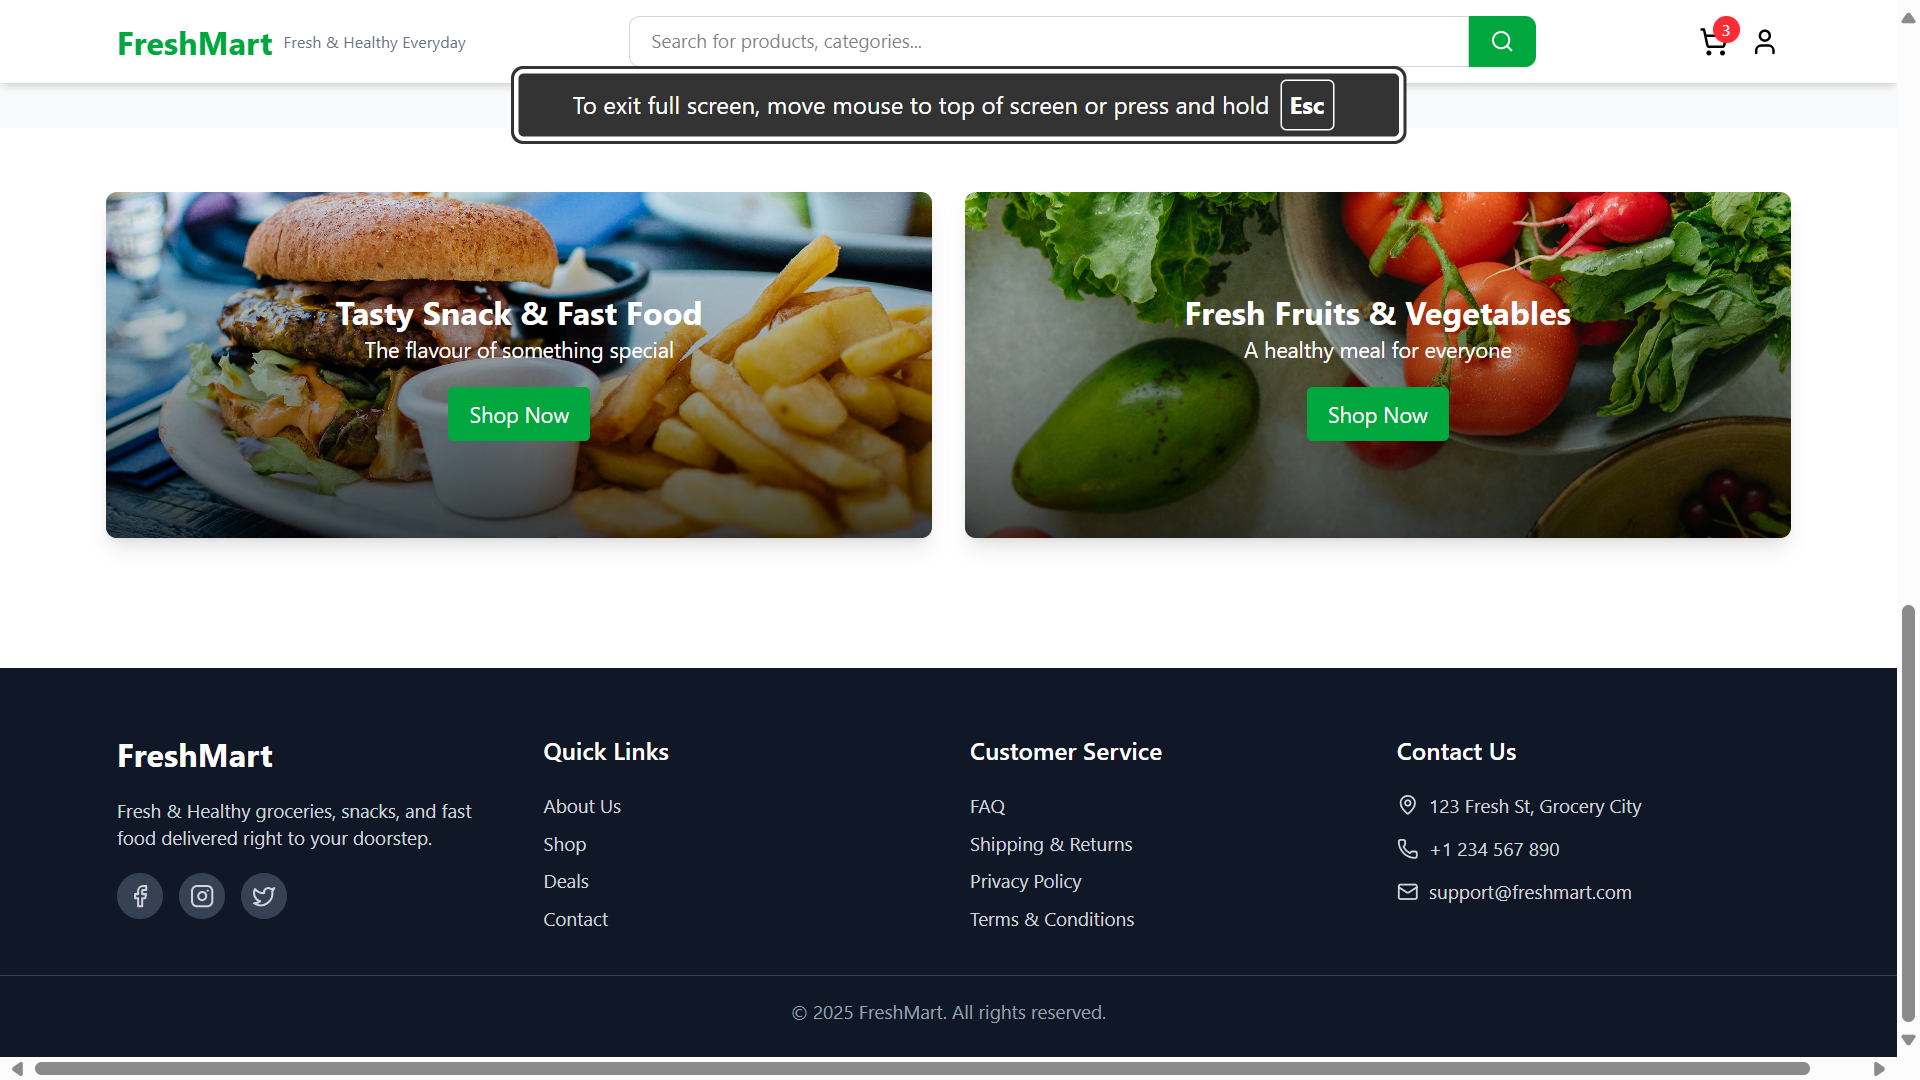 FreshMart Fresh & Healthy Everyday
Search for products, categories...
3
To exit full screen, move mouse to top of screen or press and hold Esc
Tasty Snack & Fast Food
The flavour of something special
Shop Now
Fresh Fruits & Vegetables
A healthy meal for everyone
Shop Now
FreshMart
Fresh & Healthy groceries, snacks, and fast
food delivered right to your doorstep.
Quick Links
About Us
Shop
Deals
Contact
Customer Service
FAQ
Shipping & Returns
Privacy Policy
Terms & Conditions
Contact Us
123 Fresh St, Grocery City
+1 234 567 890
support@freshmart.com
© 2025 FreshMart. All rights reserved.